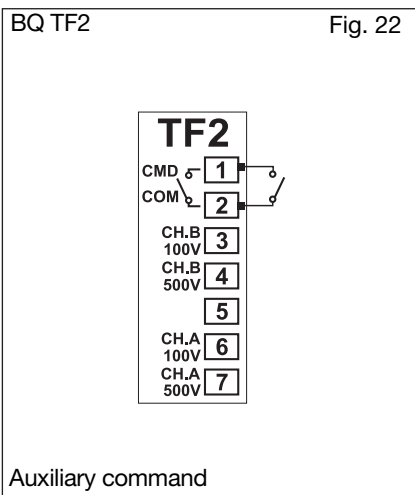 BQ TF2
Fig. 22
TF2
CMD
1
COM
2
CH.B
100V
3
CH.B
500V
4
5
CH.A
100V
6
CH.A
500V
7
Auxiliary command